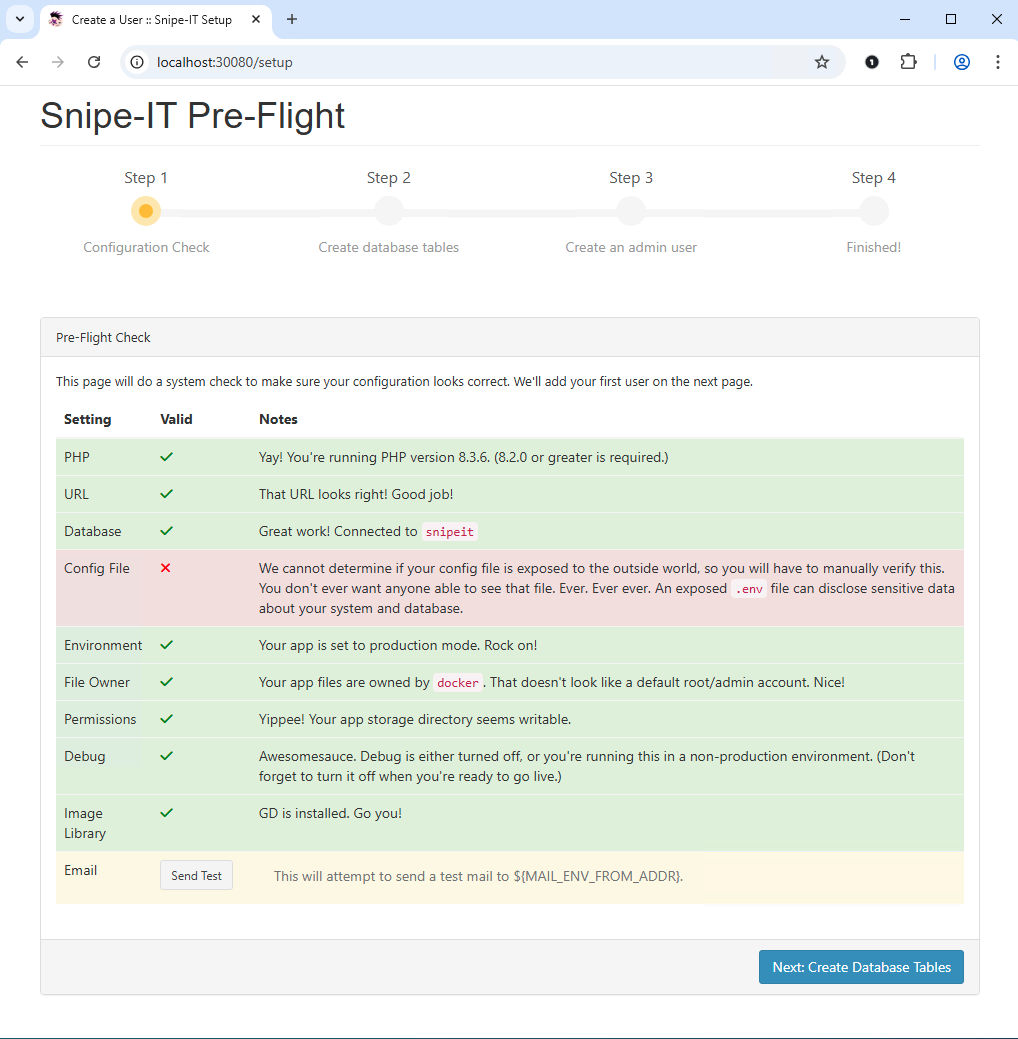 Create a User :: Snipe-IT Setup
localhost:30080/setup
Snipe-IT Pre-Flight
Step 1
Step 2
Step 3
Step 4
Configuration Check
Create database tables
Create an admin user
Finished!
Pre-Flight Check
This page will do a system check to make sure your configuration looks correct. We'll add your first user on the next page.
Setting Valid Notes
PHP Yay! You're running PHP version 8.3.6. (8.2.0 or greater is required.)
URL That URL looks right! Good job!
Database Great work! Connected to snipeit
Config File We cannot determine if your config file is exposed to the outside world, so you will have to manually verify this.
You don't ever want anyone able to see that file. Ever. Ever ever. An exposed .env file can disclose sensitive data
about your system and database.
Environment Your app is set to production mode. Rock on!
File Owner Your app files are owned by docker. That doesn't look like a default root/admin account. Nice!
Permissions Yippee! Your app storage directory seems writable.
Debug Awesomesauce. Debug is either turned off, or you're running this in a non-production environment. (Don't
forget to turn it off when you're ready to go live.)
Image
Library
GD is installed. Go you!
Email Send Test This will attempt to send a test mail to ${MAIL_ENV_FROM_ADDR}.
Next: Create Database Tables